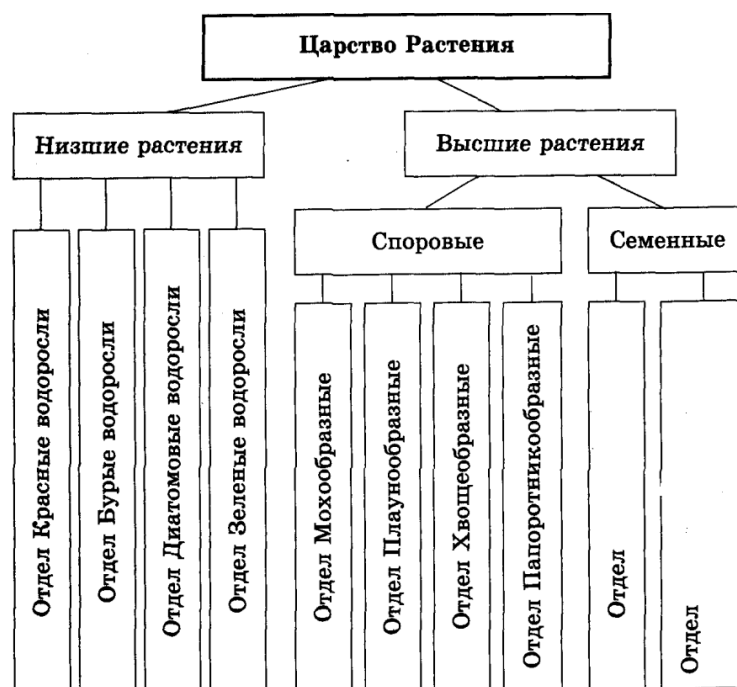 Царство Растения
Низшие растения
Высшие растения
Споровые
Семенные
Отдел Красные водоросли
Отдел Бурые водоросли
Отдел Диатомовые водоросли
Отдел Зеленые водоросли
Отдел Мохообразные
Отдел Плаунообразные
Отдел Хвощеобразные
Отдел Папоротникообразные
Отдел
Отдел